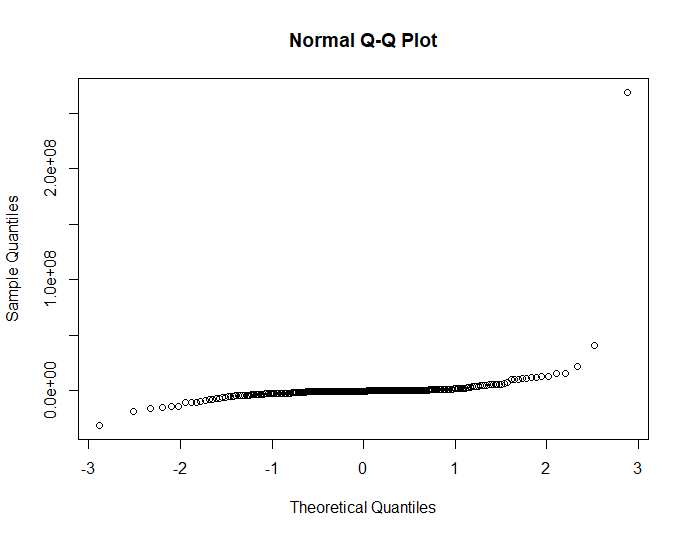 Normal Q-Q Plot
Sample Quantiles
2.0e+08
1.0e+08
0.0e+00
-3 -2 -1 0 1 2 3
Theoretical Quantiles